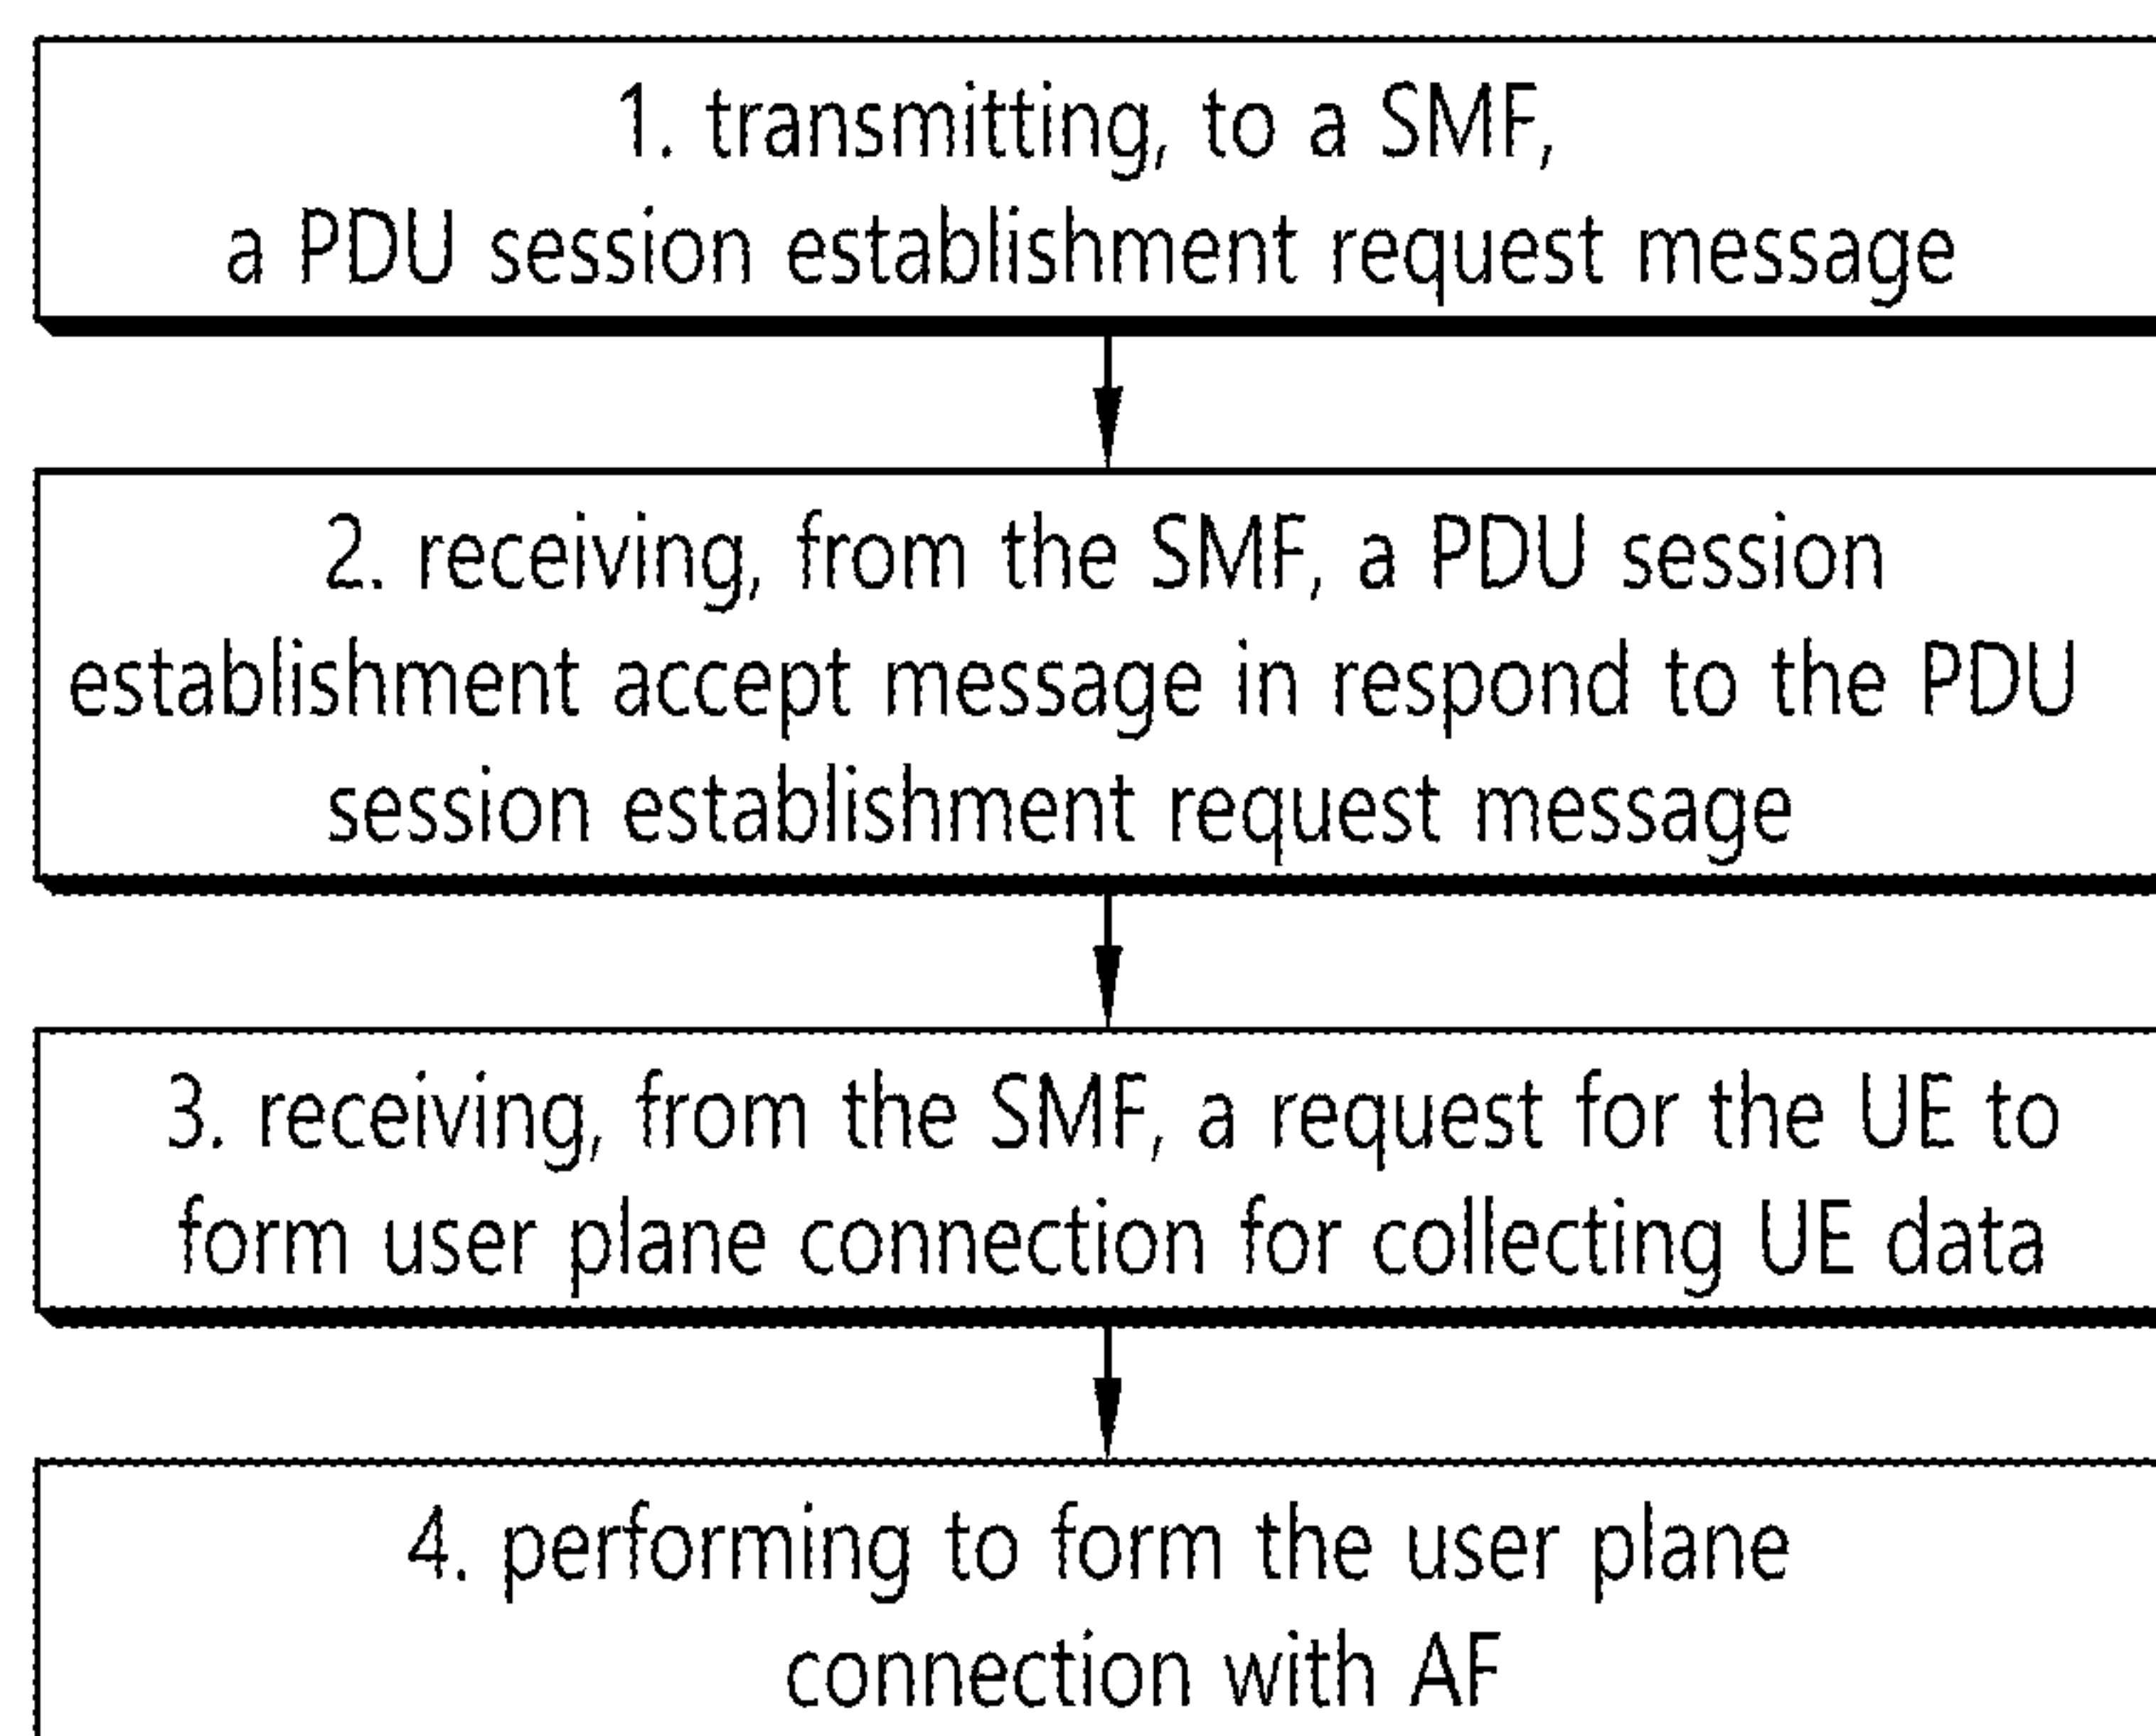 1. transmitting, to a SMF,
a PDU session establishment request message
2. receiving, from the SMF, a PDU session
establishment accept message in respond to the PDU
session establishment request message
3. receiving, from the SMF, a request for the UE to
form user plane connection for collecting UE data
4. performing to form the user plane
connection with AF